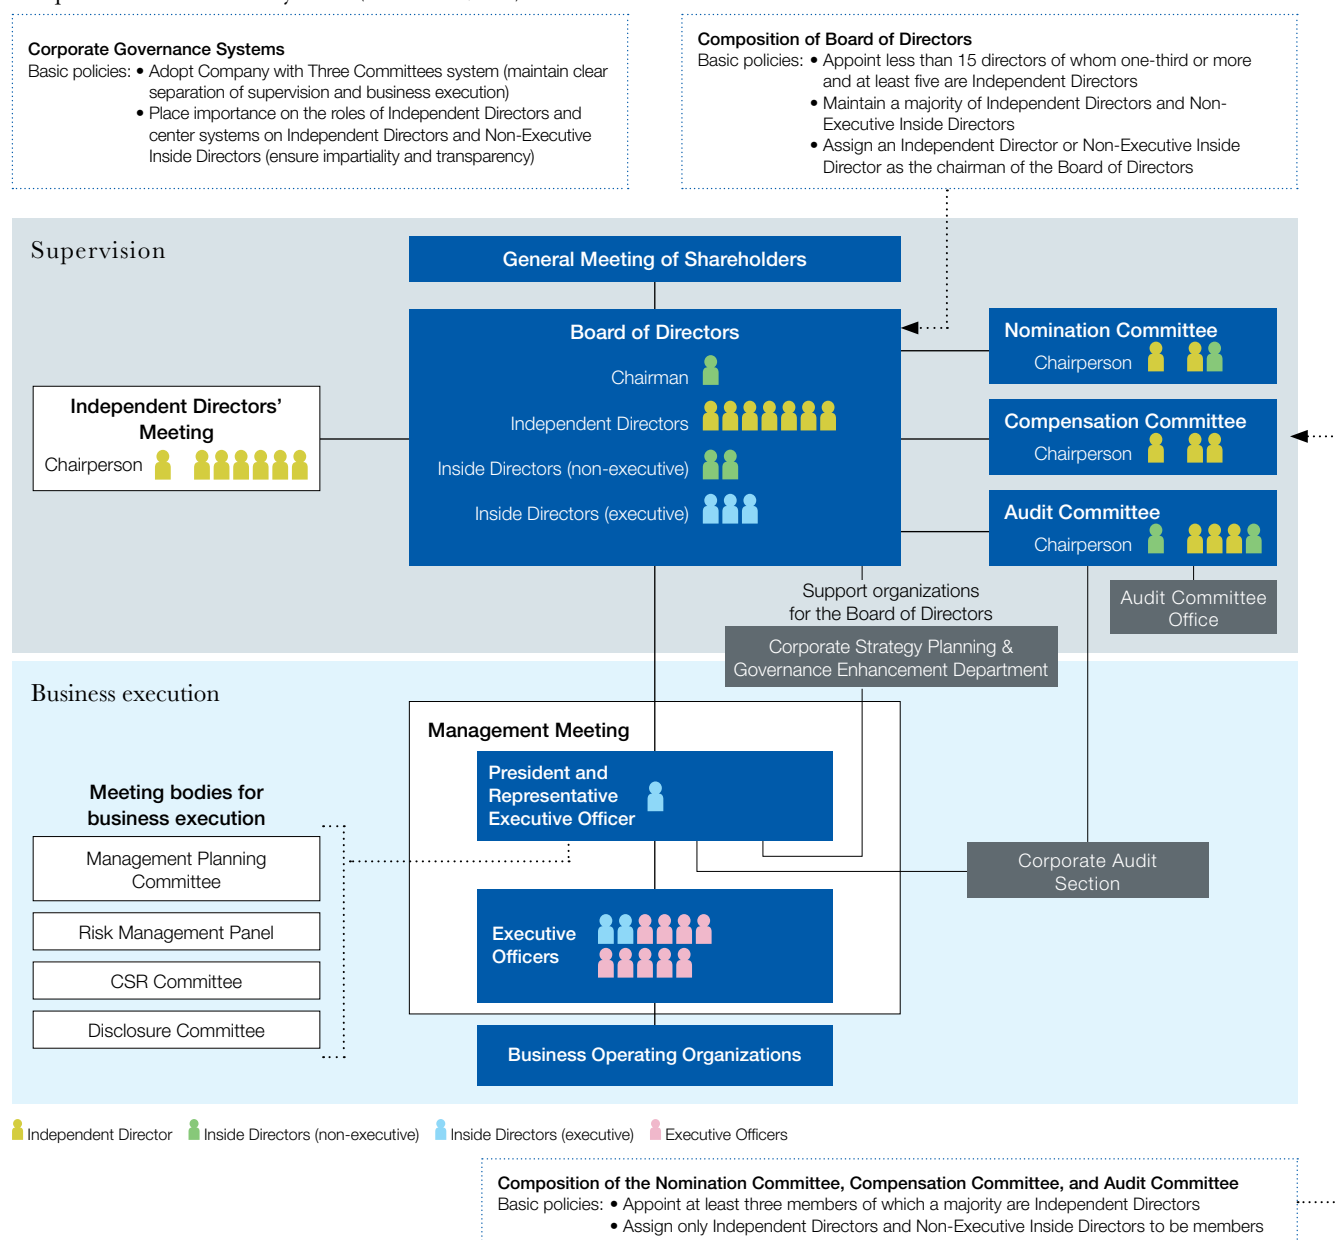 Corporate Governance Systems
Basic policies: • Adopt Company with Three Committees system (maintain clear
separation of supervision and business execution)
• Place importance on the roles of Independent Directors and
center systems on Independent Directors and Non-Executive
Inside Directors (ensure impartiality and transparency)
Composition of Board of Directors
Basic policies: • Appoint less than 15 directors of whom one-third or more
and at least five are Independent Directors
• Maintain a majority of Independent Directors and Non-
Executive Inside Directors
• Assign an Independent Director or Non-Executive Inside
Director as the chairman of the Board of Directors
Supervision
General Meeting of Shareholders
Board of Directors
Chairman
Independent Directors
Inside Directors (non-executive)
Inside Directors (executive)
Independent Directors’
Meeting
Chairperson
Nomination Committee
Chairperson
Compensation Committee
Chairperson
Audit Committee
Chairperson
Audit Committee
Office
Support organizations
for the Board of Directors
Corporate Strategy Planning &
Governance Enhancement Department
Business execution
Management Meeting
President and
Representative
Executive Officer
Meeting bodies for
business execution
Management Planning
Committee
Risk Management Panel
CSR Committee
Disclosure Committee
Corporate Audit
Section
Executive
Officers
Business Operating Organizations
Independent Director
Inside Directors (non-executive)
Inside Directors (executive)
Executive Officers
Composition of the Nomination Committee, Compensation Committee, and Audit Committee
Basic policies: • Appoint at least three members of which a majority are Independent Directors
• Assign only Independent Directors and Non-Executive Inside Directors to be members